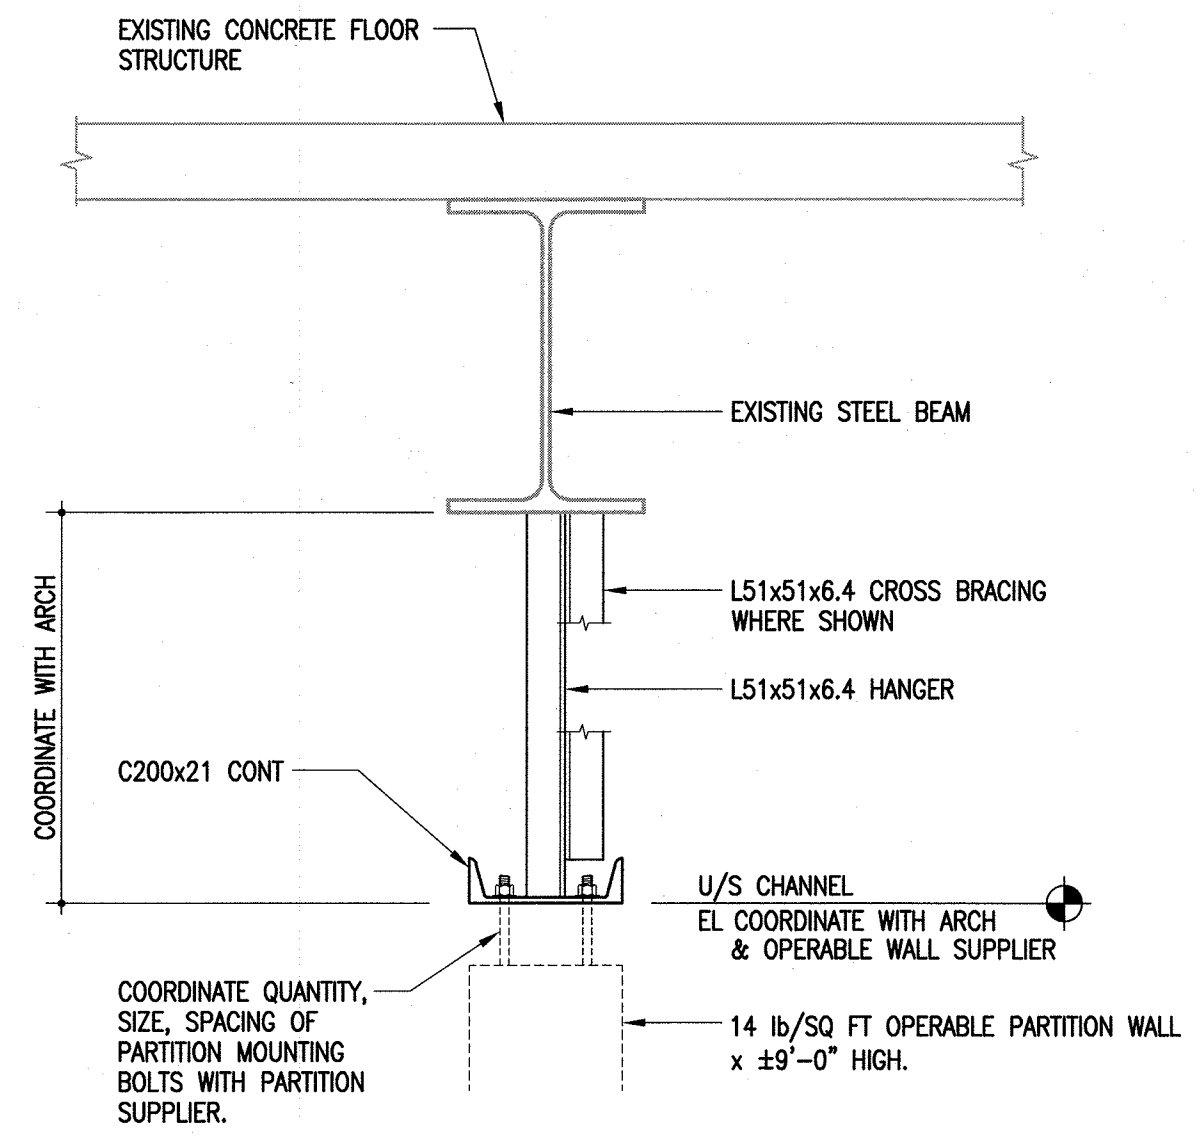 EXISTING CONCRETE FLOOR
STRUCTURE
EXISTING STEEL BEAM
L51x51x6.4 CROSS BRACING
WHERE SHOWN
L51x51x6.4 HANGER
COORDINATE WITH ARCH
C200x21 CONT
U/S CHANNEL
EL COORDINATE WITH ARCH
& OPERABLE WALL SUPPLIER
COORDINATE QUANTITY,
SIZE, SPACING OF
PARTITION MOUNTING
BOLTS WITH PARTITION
SUPPLIER.
14 lb/SQ FT OPERABLE PARTITION WALL
x ±9'-0" HIGH.